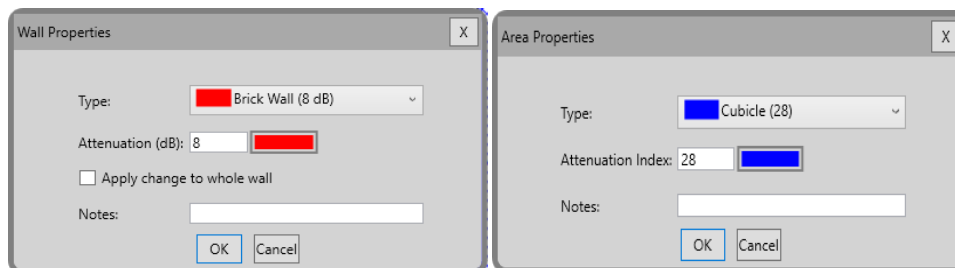 Wall Properties
X
Type:
Brick Wall (8 dB)
Attenuation (dB):
8
Apply change to whole wall
Notes:
OK
Cancel
Area Properties
X
Type:
Cubicle (28)
Attenuation Index:
28
Notes:
OK
Cancel